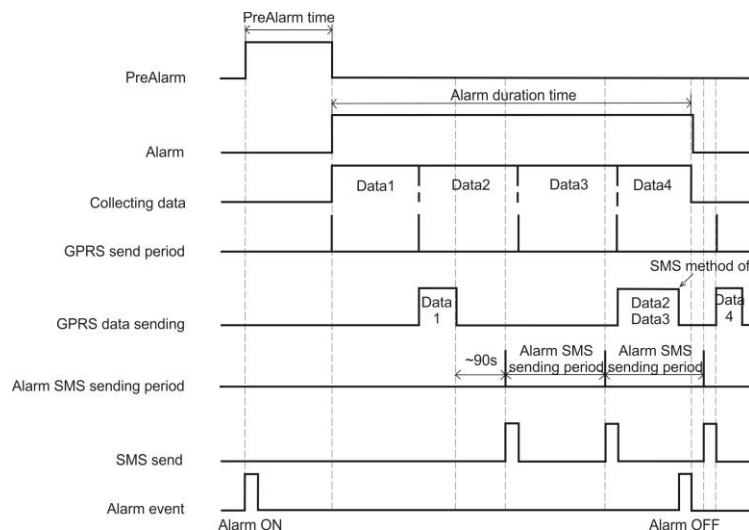 PreAlarm time
PreAlarm
Alarm duration time
Alarm
Data1 Data2 Data3 Data4
Collecting data
GPRS send period
SMS method of
Data
1
Data2
Data3
Data
4
GPRS data sending
~90s
Alarm SMS
sending period
Alarm SMS
sending period
Alarm SMS sending period
SMS send
Alarm event
Alarm ON
Alarm OFF